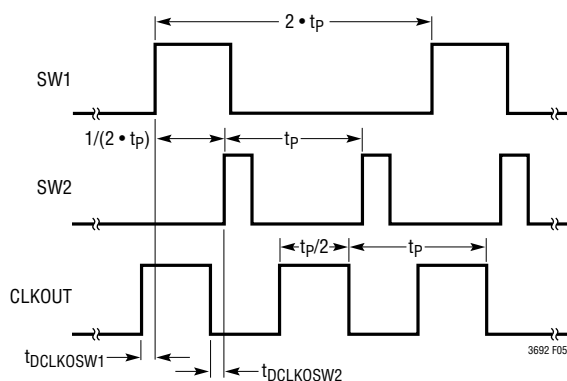 2 • tP
SW1
1/(2 • tP)
tP
SW2
tP/2
tP
CLKOUT
3692 F05
tDCLKOSW1
tDCLKOSW2